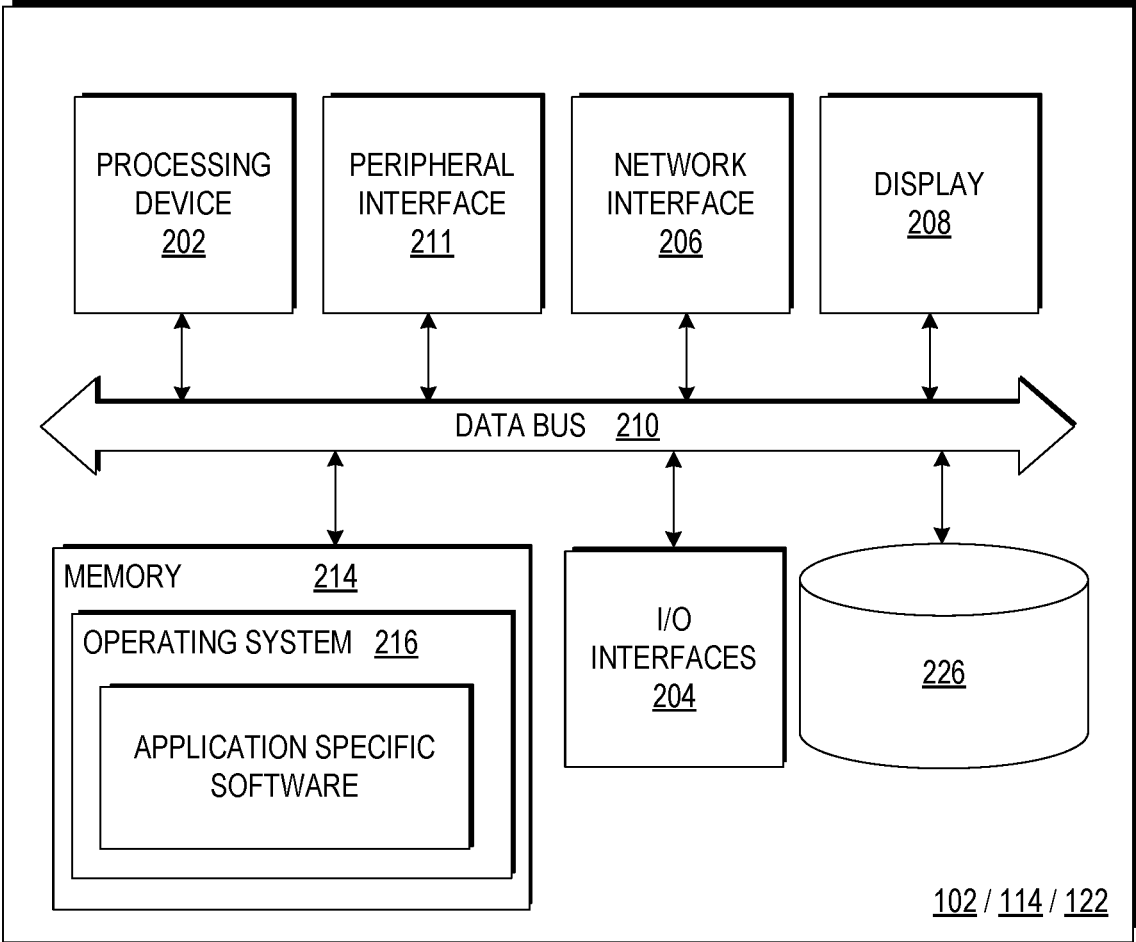 PROCESSING
DEVICE
202
PERIPHERAL
INTERFACE
211
NETWORK
INTERFACE
206
DISPLAY
208
DATA BUS 210
MEMORY 214
OPERATING SYSTEM 216
APPLICATION SPECIFIC
SOFTWARE
I/O
INTERFACES
204
226
102 / 114 / 122